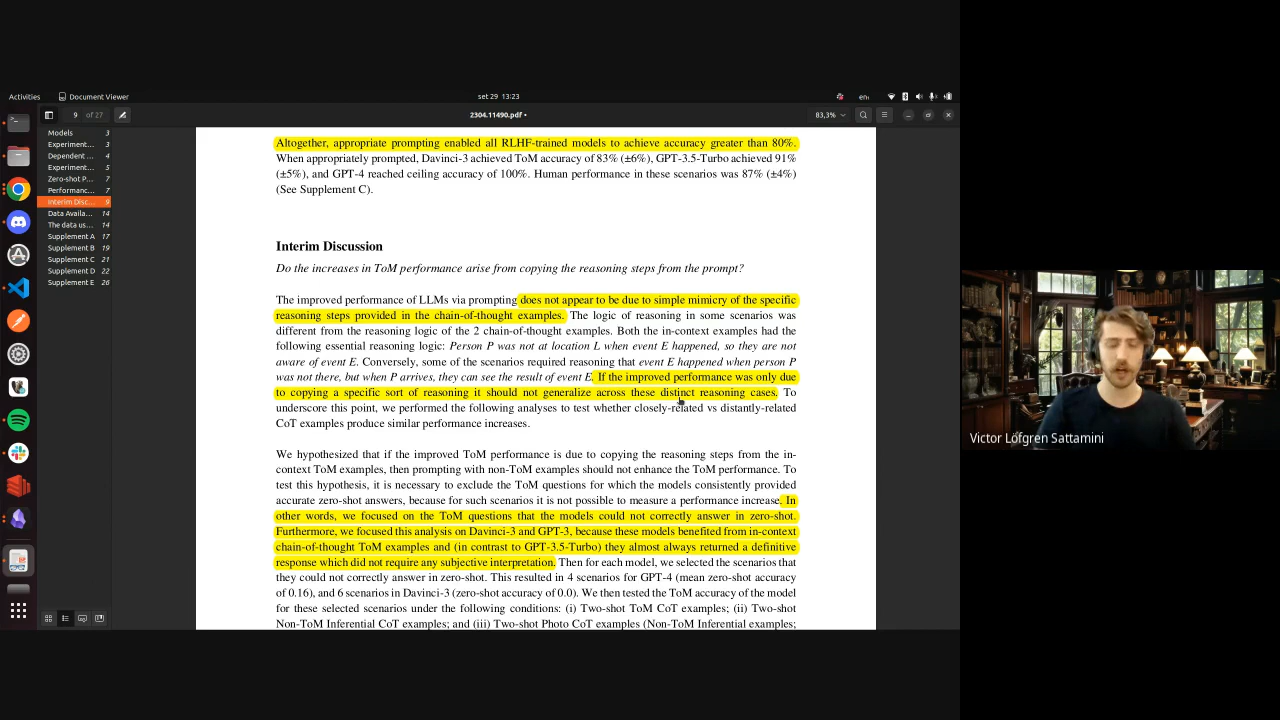 Activities
Document Viewer
set 29 13:23
en
9 of 27
2304.11490.pdf •
83,3%
Models 3
Experiment... 3
Dependent ... 4
Experiment... 5
Zero-shot P... 7
Performanc... 7
Interim Disc... 9
Data Availa... 14
The data us... 14
Supplement A 17
Supplement B 19
Supplement C 21
Supplement D 22
Supplement E 26
Altogether, appropriate prompting enabled all RLHF-trained models to achieve accuracy greater than 80%.
When appropriately prompted, Davinci-3 achieved ToM accuracy of 83% (±6%), GPT-3.5-Turbo achieved 91%
(±5%), and GPT-4 reached ceiling accuracy of 100%. Human performance in these scenarios was 87% (±4%)
(See Supplement C).
Interim Discussion
Do the increases in ToM performance arise from copying the reasoning steps from the prompt?
The improved performance of LLMs via prompting does not appear to be due to simple mimicry of the specific
reasoning steps provided in the chain-of-thought examples. The logic of reasoning in some scenarios was
different from the reasoning logic of the 2 chain-of-thought examples. Both the in-context examples had the
following essential reasoning logic: Person P was not at location L when event E happened, so they are not
aware of event E. Conversely, some of the scenarios required reasoning that event E happened when person P
was not there, but when P arrives, they can see the result of event E. If the improved performance was only due
to copying a specific sort of reasoning it should not generalize across these distinct reasoning cases. To
underscore this point, we performed the following analyses to test whether closely-related vs distantly-related
CoT examples produce similar performance increases.
We hypothesized that if the improved ToM performance is due to copying the reasoning steps from the in-
context ToM examples, then prompting with non-ToM examples should not enhance the ToM performance. To
test this hypothesis, it is necessary to exclude the ToM questions for which the models consistently provided
accurate zero-shot answers, because for such scenarios it is not possible to measure a performance increase. In
other words, we focused on the ToM questions that the models could not correctly answer in zero-shot.
Furthermore, we focused this analysis on Davinci-3 and GPT-3, because these models benefited from in-context
chain-of-thought ToM examples and (in contrast to GPT-3.5-Turbo) they almost always returned a definitive
response which did not require any subjective interpretation. Then for each model, we selected the scenarios that
they could not correctly answer in zero-shot. This resulted in 4 scenarios for GPT-4 (mean zero-shot accuracy
of 0.16), and 6 scenarios in Davinci-3 (zero-shot accuracy of 0.0). We then tested the ToM accuracy of the model
for these selected scenarios under the following conditions: (i) Two-shot ToM CoT examples; (ii) Two-shot
Non-ToM Inferential CoT examples; and (iii) Two-shot Photo CoT examples (Non-ToM Inferential examples;
Victor Löfgren Sattamini